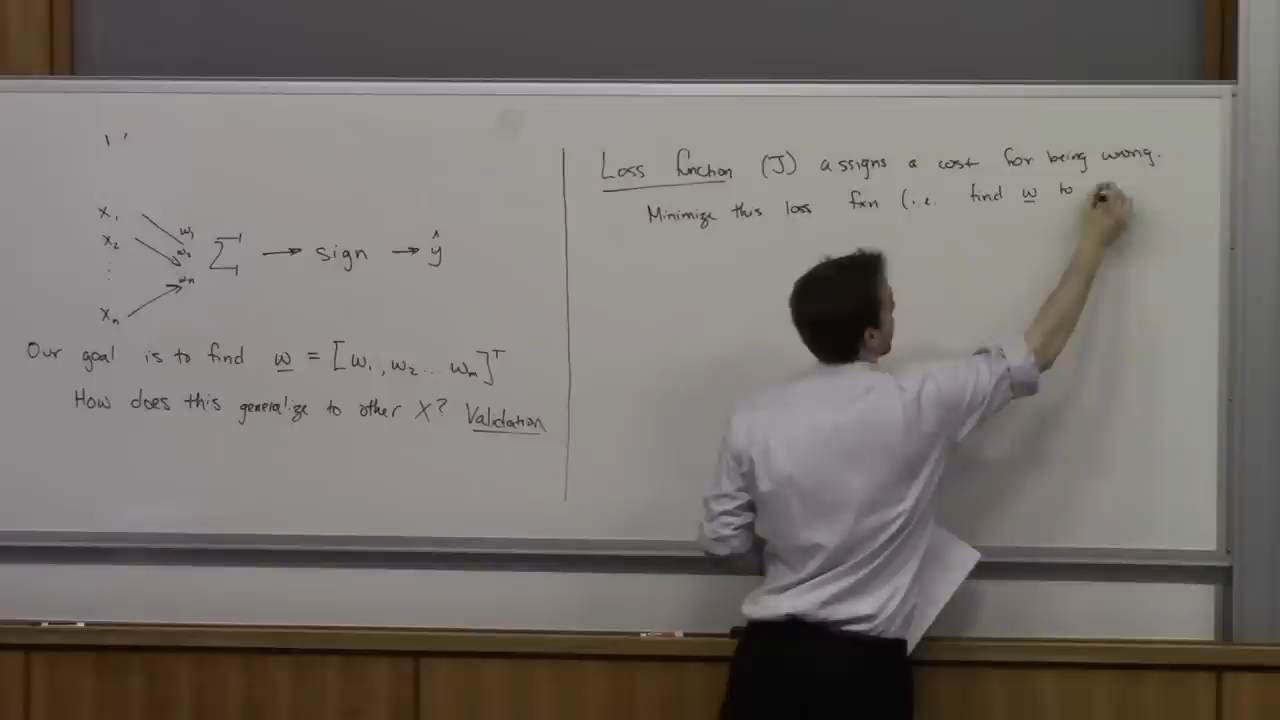 x₁
x₂
⋮
xₙ
w₁
w₂
wₙ
Σ → sign → ŷ
Our goal is to find w = [w₁, w₂ ... wₙ]ᵀ
How does this generalize to other X? Validation
Loss function (J) assigns a cost for being wrong.
Minimize this loss fxn (i.e. find w to